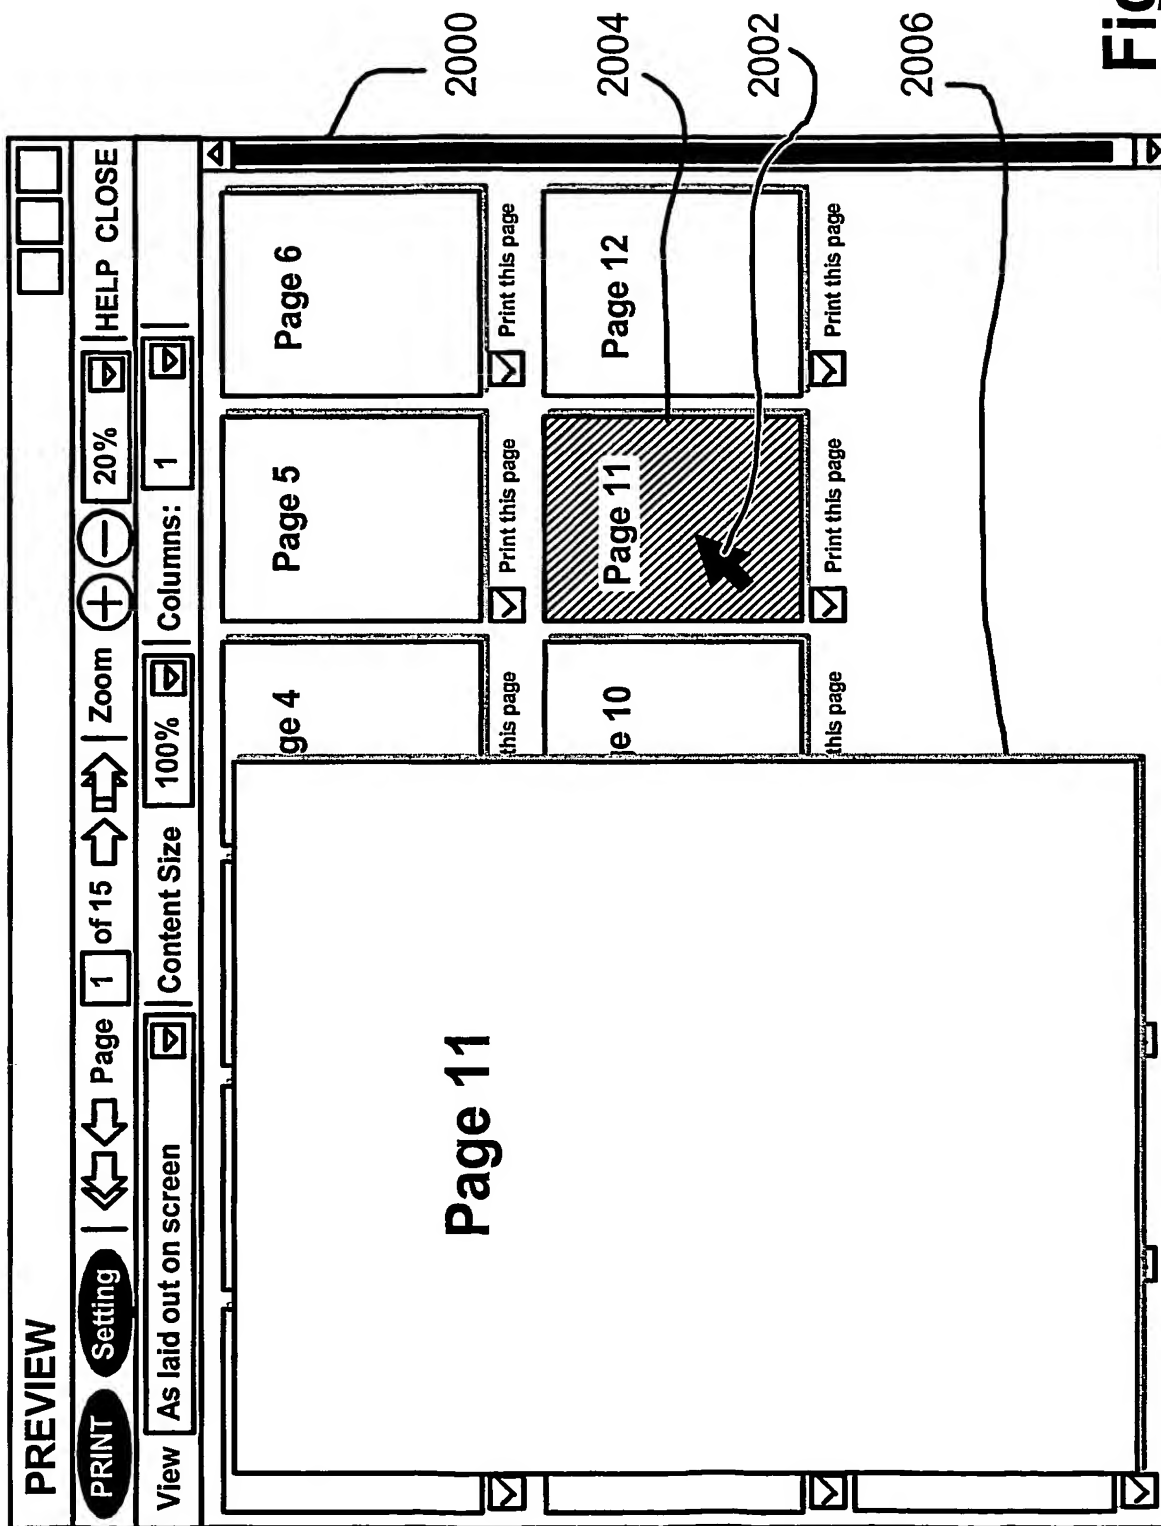 PREVIEW
PRINT Setting Page 1 of 15 Zoom 20% HELP CLOSE
View As laid out on screen Content Size 100% Columns: 1
ge 4 Page 5 Page 6
this page Print this page Print this page
e 10 Page 11 Page 12
this page Print this page Print this page
Page 11
2000
2004
2002
2006
Fig